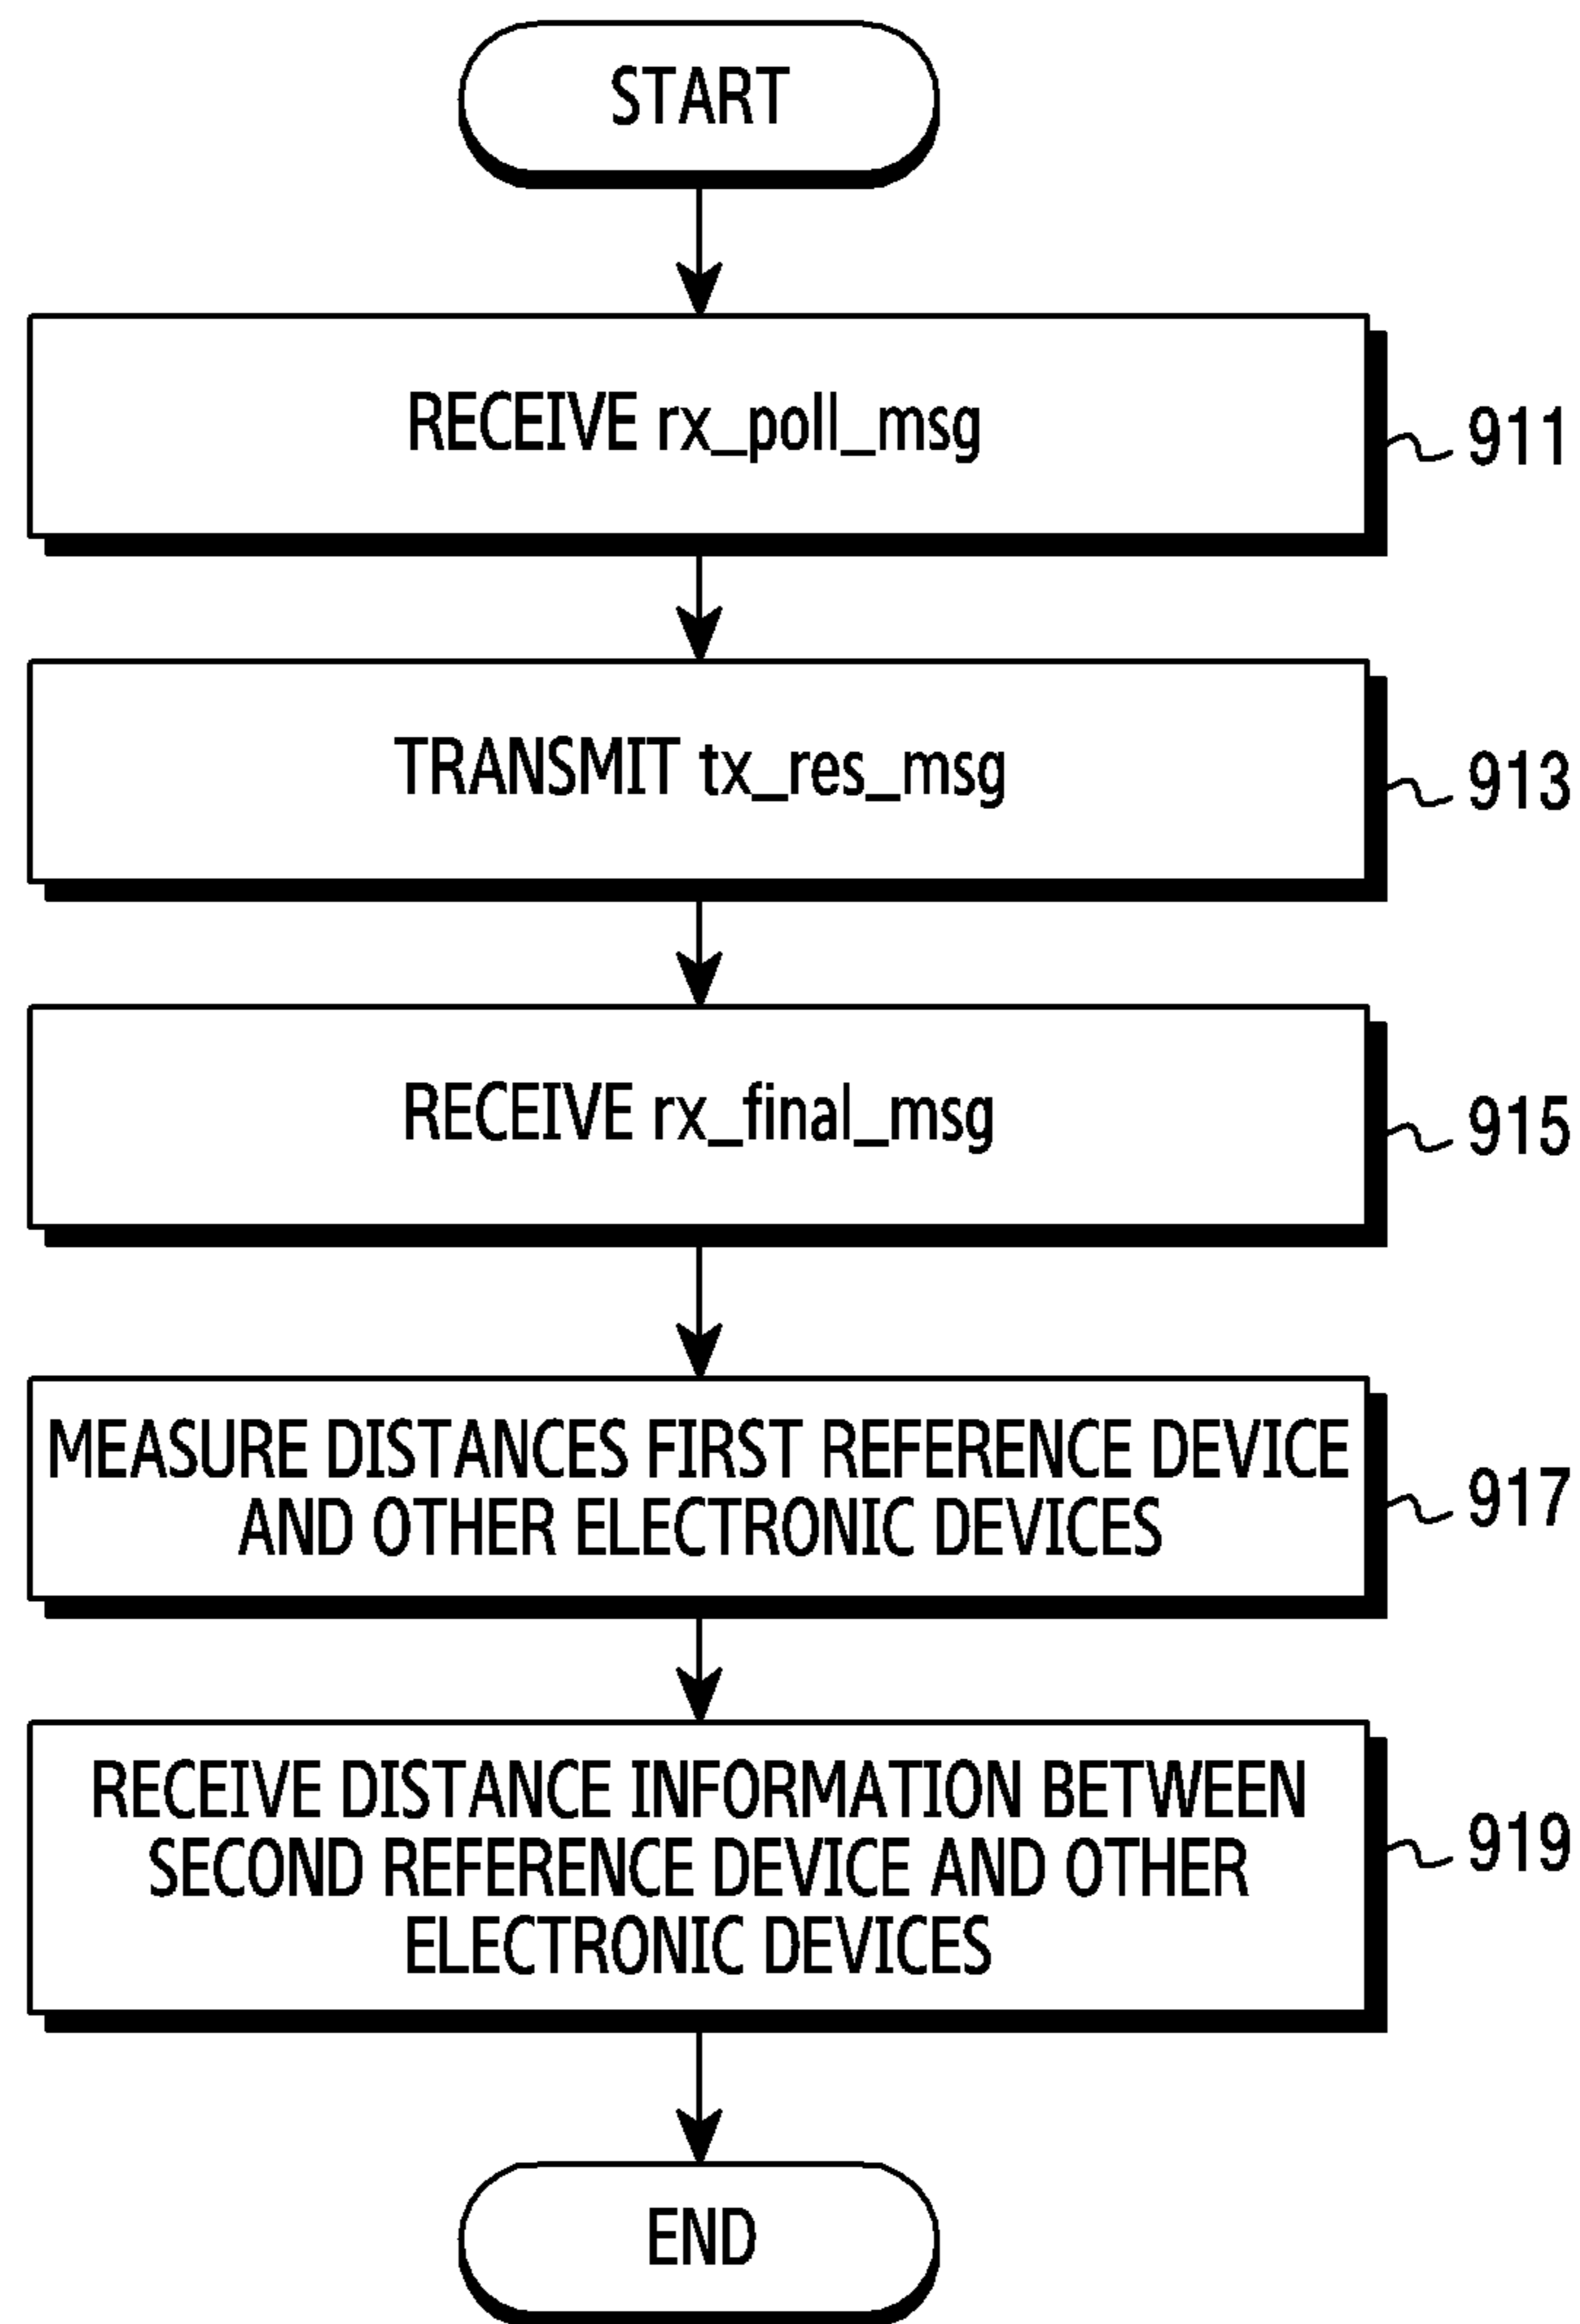 START
RECEIVE rx_poll_msg
911
TRANSMIT tx_res_msg
913
RECEIVE rx_final_msg
915
MEASURE DISTANCES FIRST REFERENCE DEVICE
AND OTHER ELECTRONIC DEVICES
917
RECEIVE DISTANCE INFORMATION BETWEEN
SECOND REFERENCE DEVICE AND OTHER
ELECTRONIC DEVICES
919
END